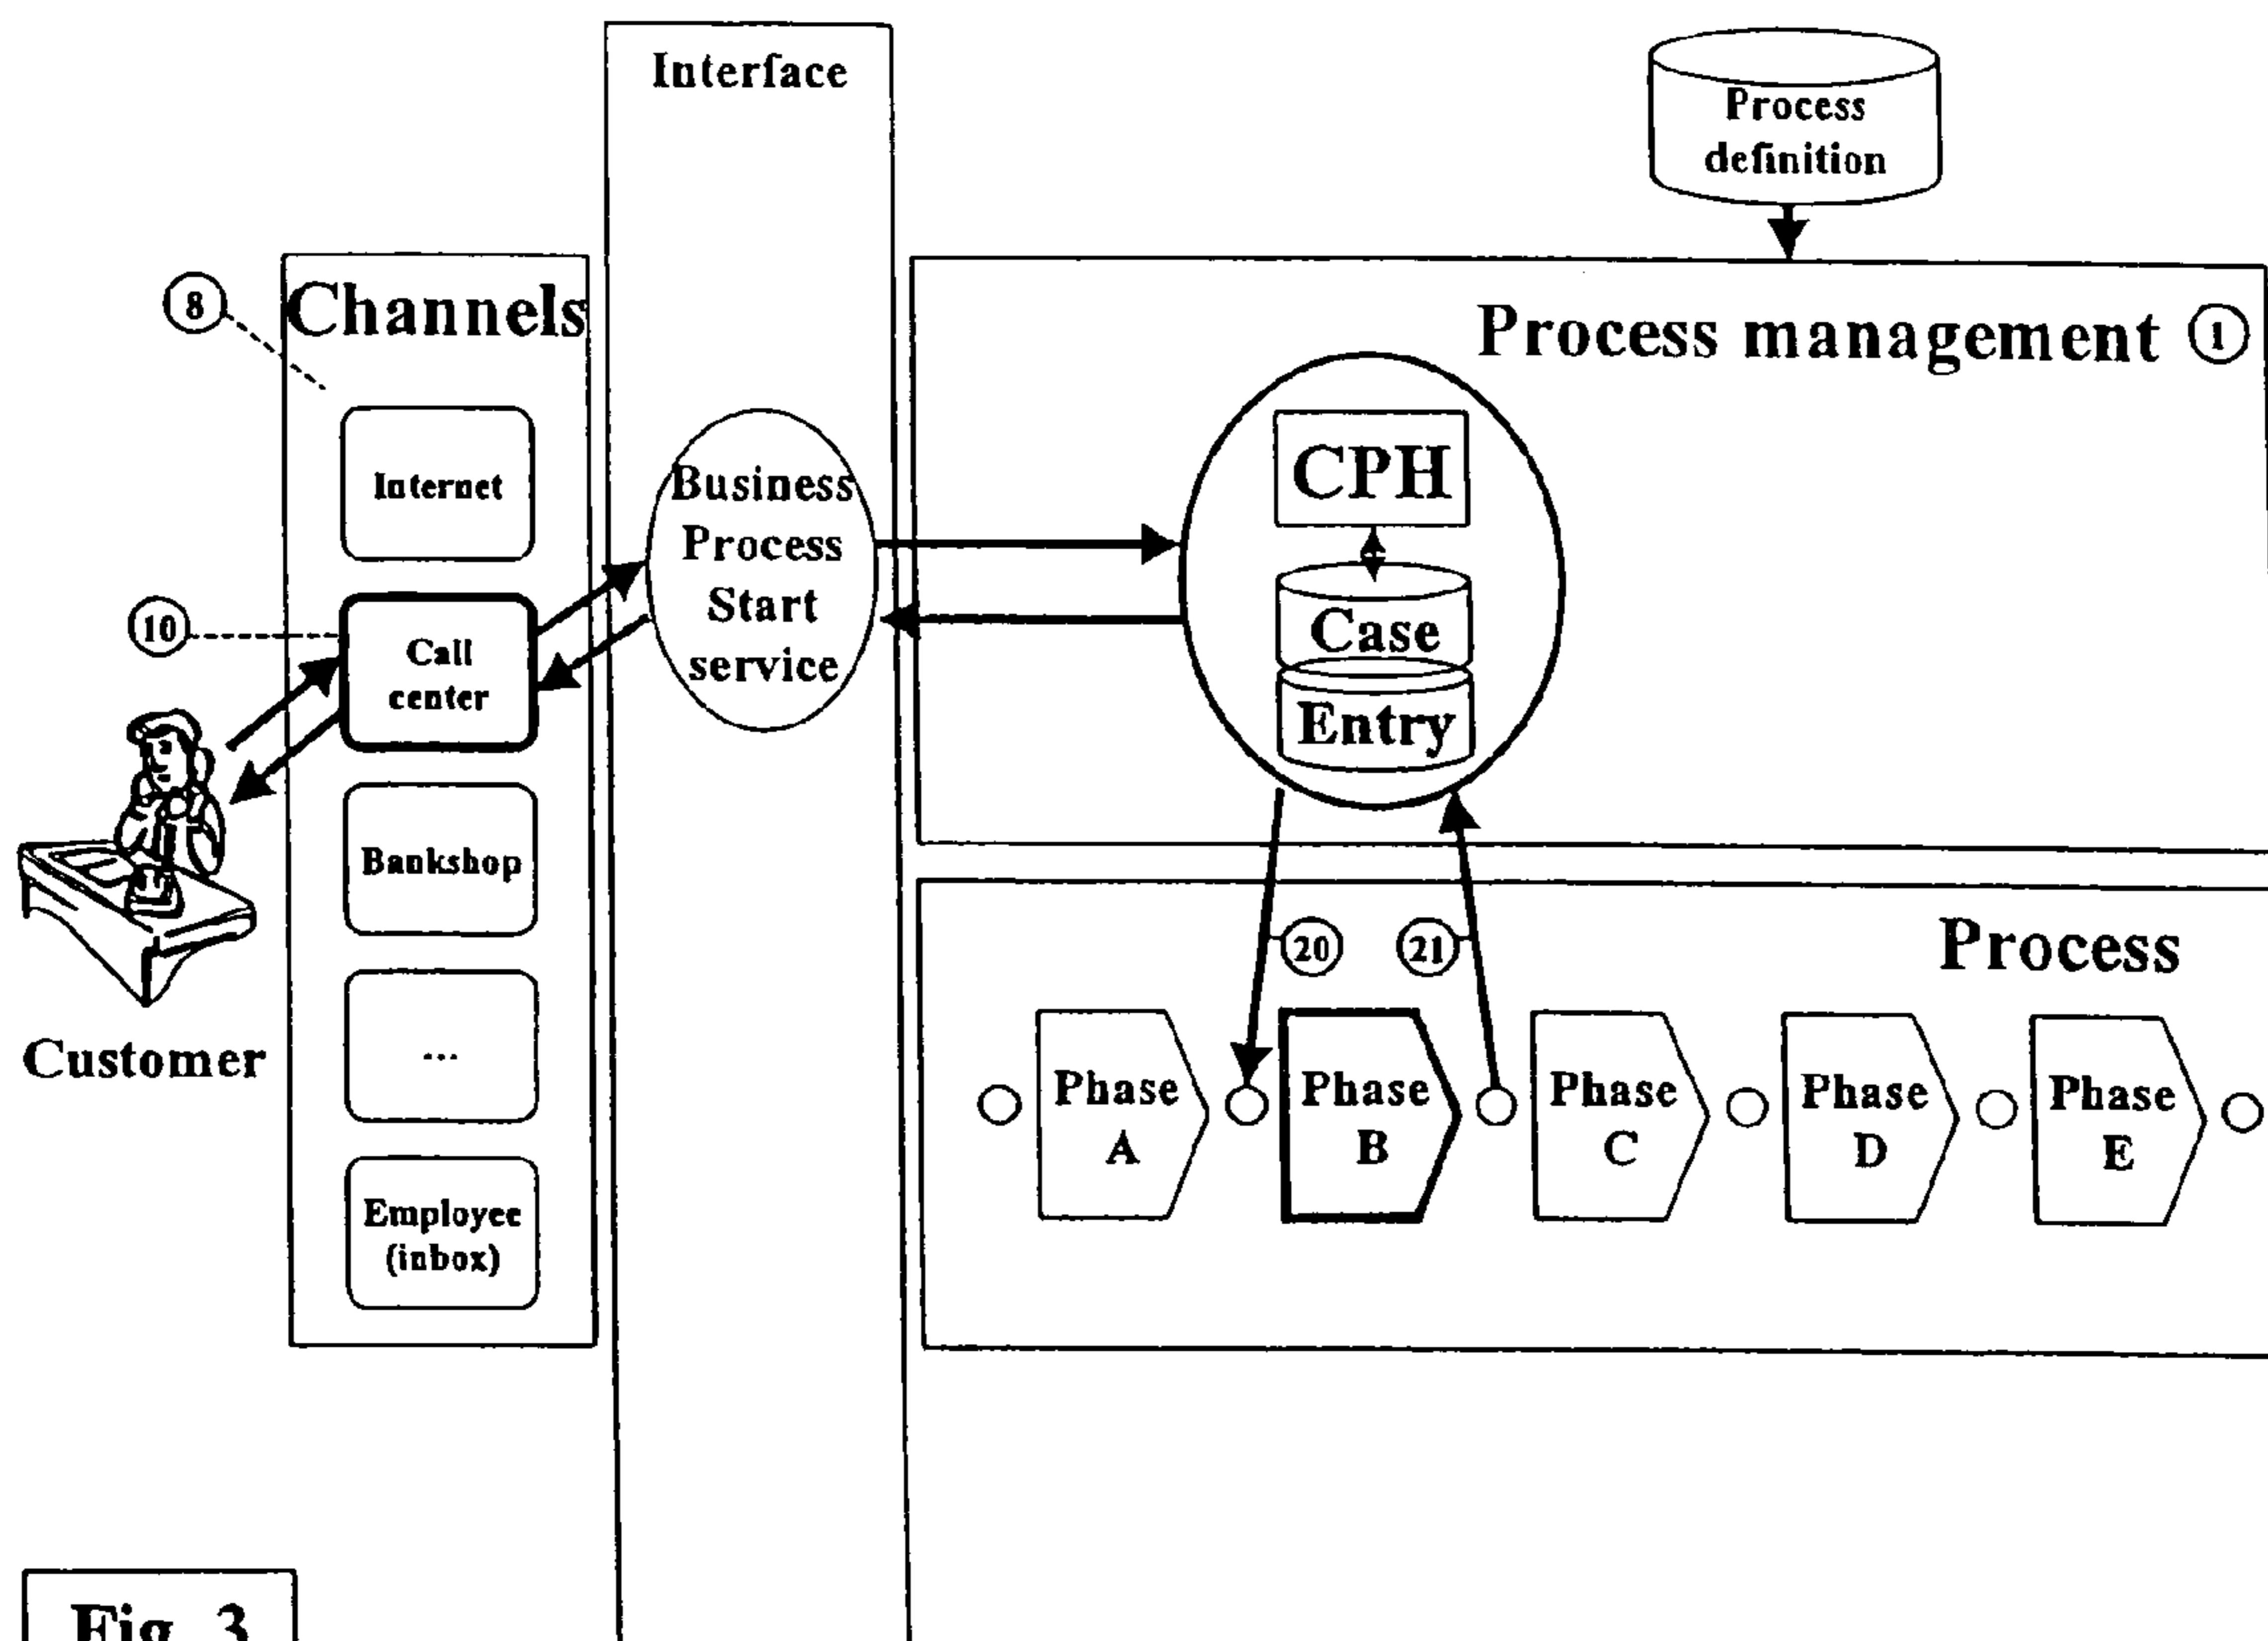 Interface
Process
definition
8
Channels
Process management 1
Internet
Business
Process
Start
service
CPH
Case
Entry
10
Call
center
Bankshop
Customer
...
Employee
(inbox)
20
21
Process
Phase
A
Phase
B
Phase
C
Phase
D
Phase
E
Fig. 3